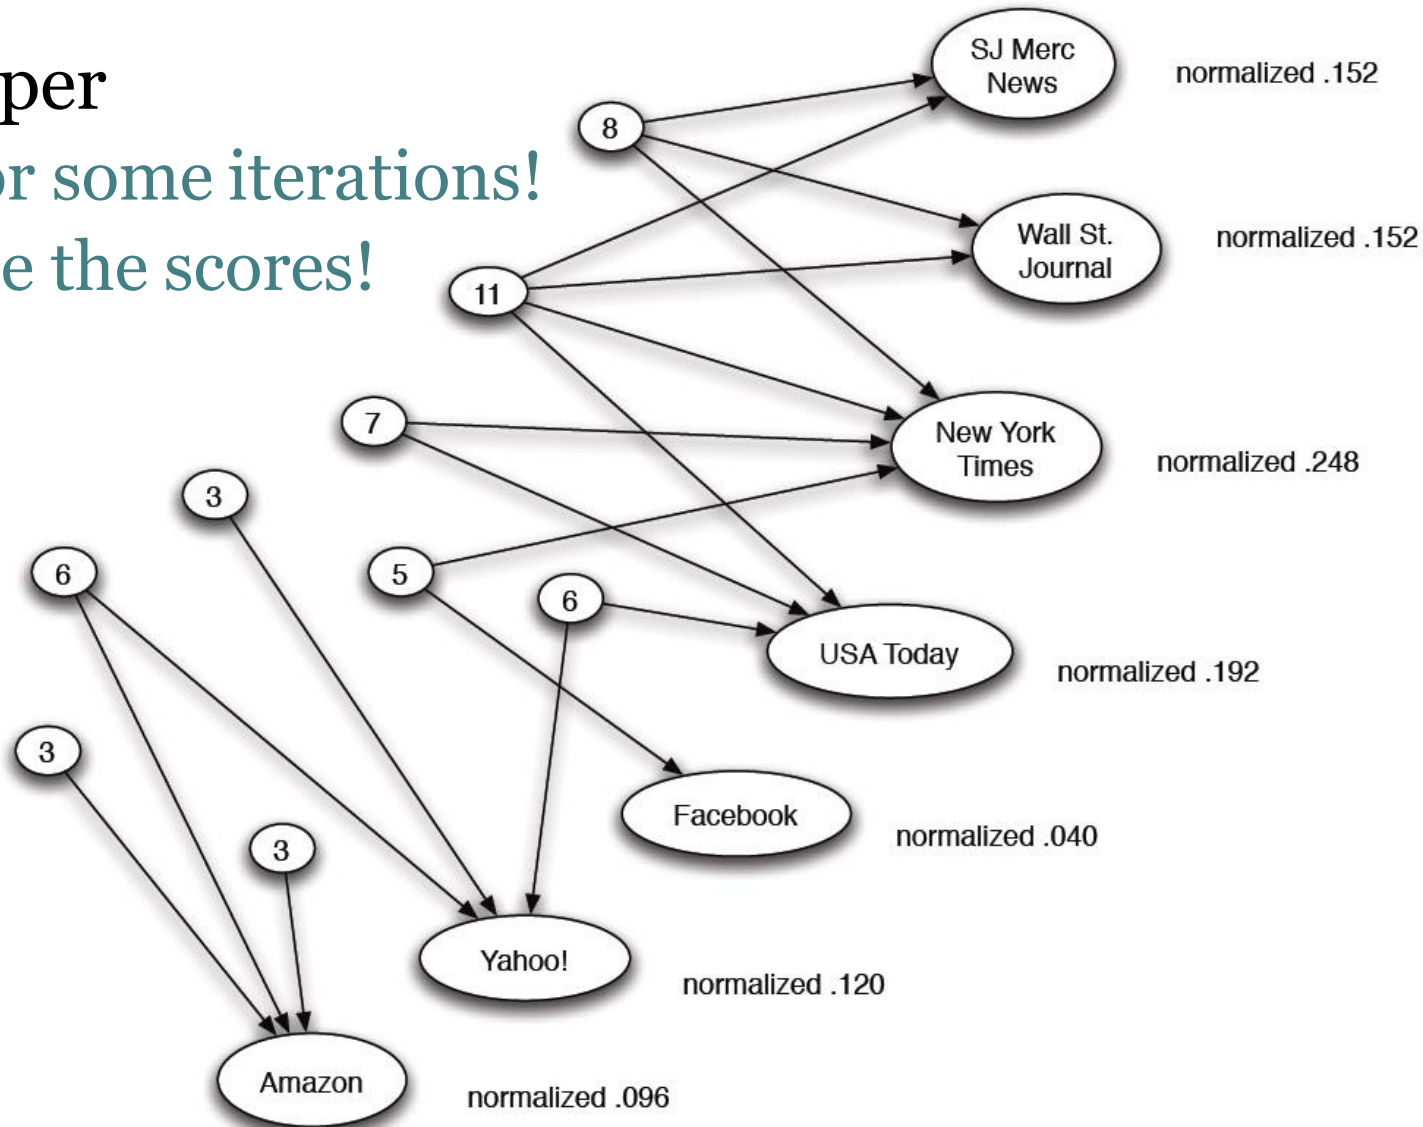 per
or some iterations!
e the scores!
SJ Merc
News
normalized .152
8
Wall St.
Journal
normalized .152
11
7
New York
Times
normalized .248
3
6
5
6
USA Today
normalized .192
3
Facebook
normalized .040
3
Yahoo!
normalized .120
Amazon
normalized .096